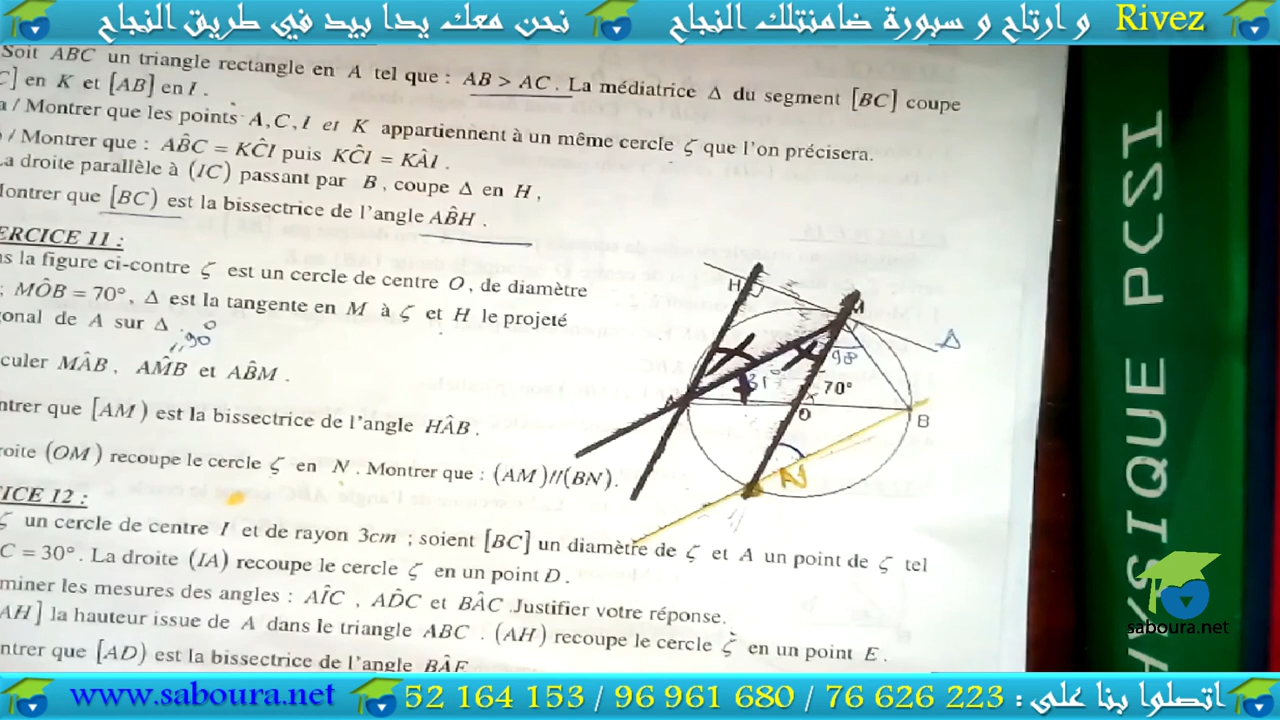 نحن معك يدا بيد في طريق النجاح
و ارتاح و سبورة ضامنتلك النجاح Rivez
Soit ABC un triangle rectangle en A tel que : AB > AC . La médiatrice Δ du segment [BC] coupe
C] en K et [AB] en I .
a / Montrer que les points A, C, I et K appartiennent à un même cercle ζ que l'on précisera.
/ Montrer que : AB̂C = KĈI puis KĈI = KÂI .
La droite parallèle à (IC) passant par B , coupe Δ en H ,
Montrer que [BC) est la bissectrice de l'angle AB̂H .
ERCICE 11 :
ns la figure ci-contre ζ est un cercle de centre O , de diamètre
; MÔB = 70° , Δ est la tangente en M à ζ et H le projeté
gonal de A sur Δ .
90
culer MÂB , AM̂B et AB̂M .
ntrer que [AM) est la bissectrice de l'angle HÂB .
roite (OM) recoupe le cercle ζ en N . Montrer que : (AM)//(BN).
H
M
Δ
70°
A
O
B
N
ICE 12 :
ζ un cercle de centre I et de rayon 3cm ; soient [BC] un diamètre de ζ et A un point de ζ tel
C = 30° . La droite (IA) recoupe le cercle ζ en un point D .
miner les mesures des angles : AÎC , AD̂C et BÂC .Justifier votre réponse.
AH] la hauteur issue de A dans le triangle ABC . (AH) recoupe le cercle ζ en un point E .
ntrer que [AD) est la bissectrice de l'angle BÂE
HYSIQUE PCSI
saboura.net
www.saboura.net
52 164 153 / 96 961 680 / 76 626 223 : اتصلوا بنا على